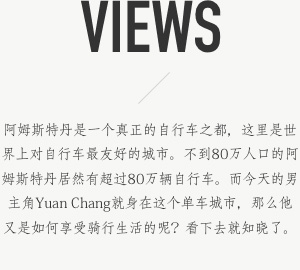 VIEWS
阿姆斯特丹是一个真正的自行车之都，这里是世
界上对自行车最友好的城市。不到80万人口的阿
姆斯特丹居然有超过80万辆自行车。而今天的男
主角Yuan Chang就身在这个单车城市，那么他
又是如何享受骑行生活的呢？看下去就知晓了。